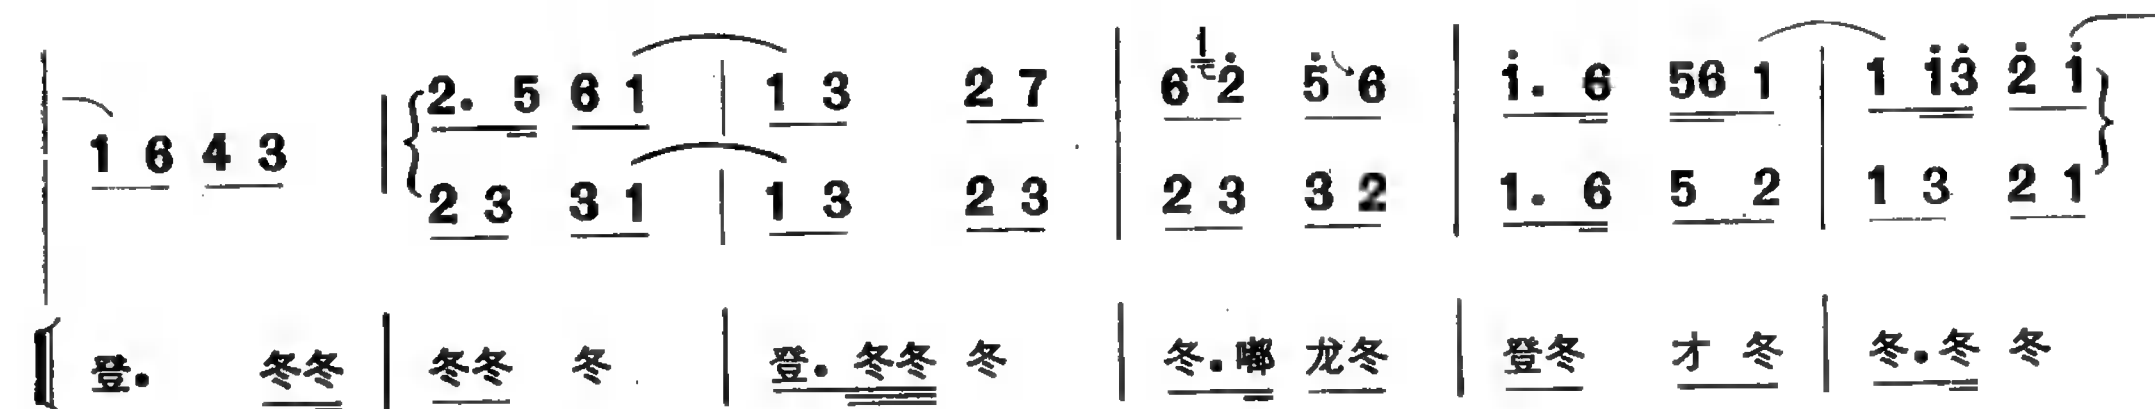 2. 5 6 1 | 1 3 2 7 | 6 1 2 5 6 | 1. 6 56 1 | 1 13 2 1
1 6 4 3 |
2 3 3 1 | 1 3 2 3 | 2 3 3 2 | 1. 6 5 2 | 1 3 2 1
登. 冬冬 | 冬冬 冬 | 登. 冬冬 冬 | 冬.嘟 龙冬 | 登冬 才 冬 | 冬.冬 冬